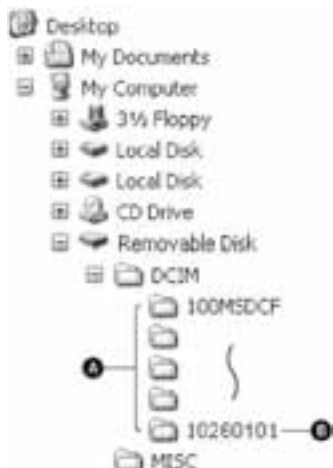 Desktop
My Documents
My Computer
3½ Floppy
Local Disk
Local Disk
CD Drive
Removable Disk
DCIM
100MSDCF
A
10260101 B
MISC